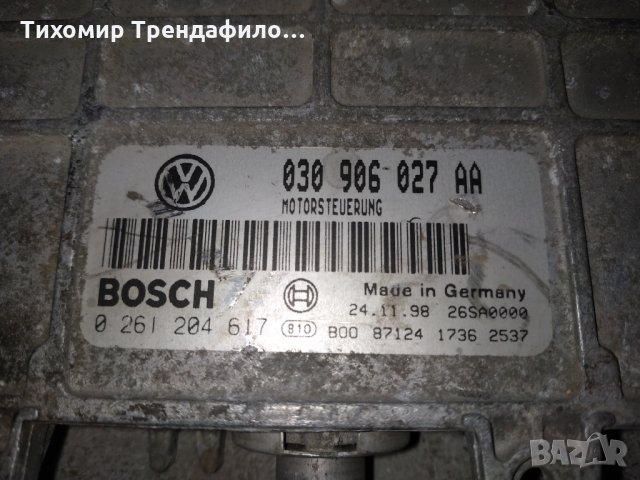 Тихомир Трендафило...
030 906 027 AA
MOTORSTEUERUNG
BOSCH
Made in Germany
24.11.98 26SA0000
0 261 204 617 810 B00 87124 1736 2537
BAZAR